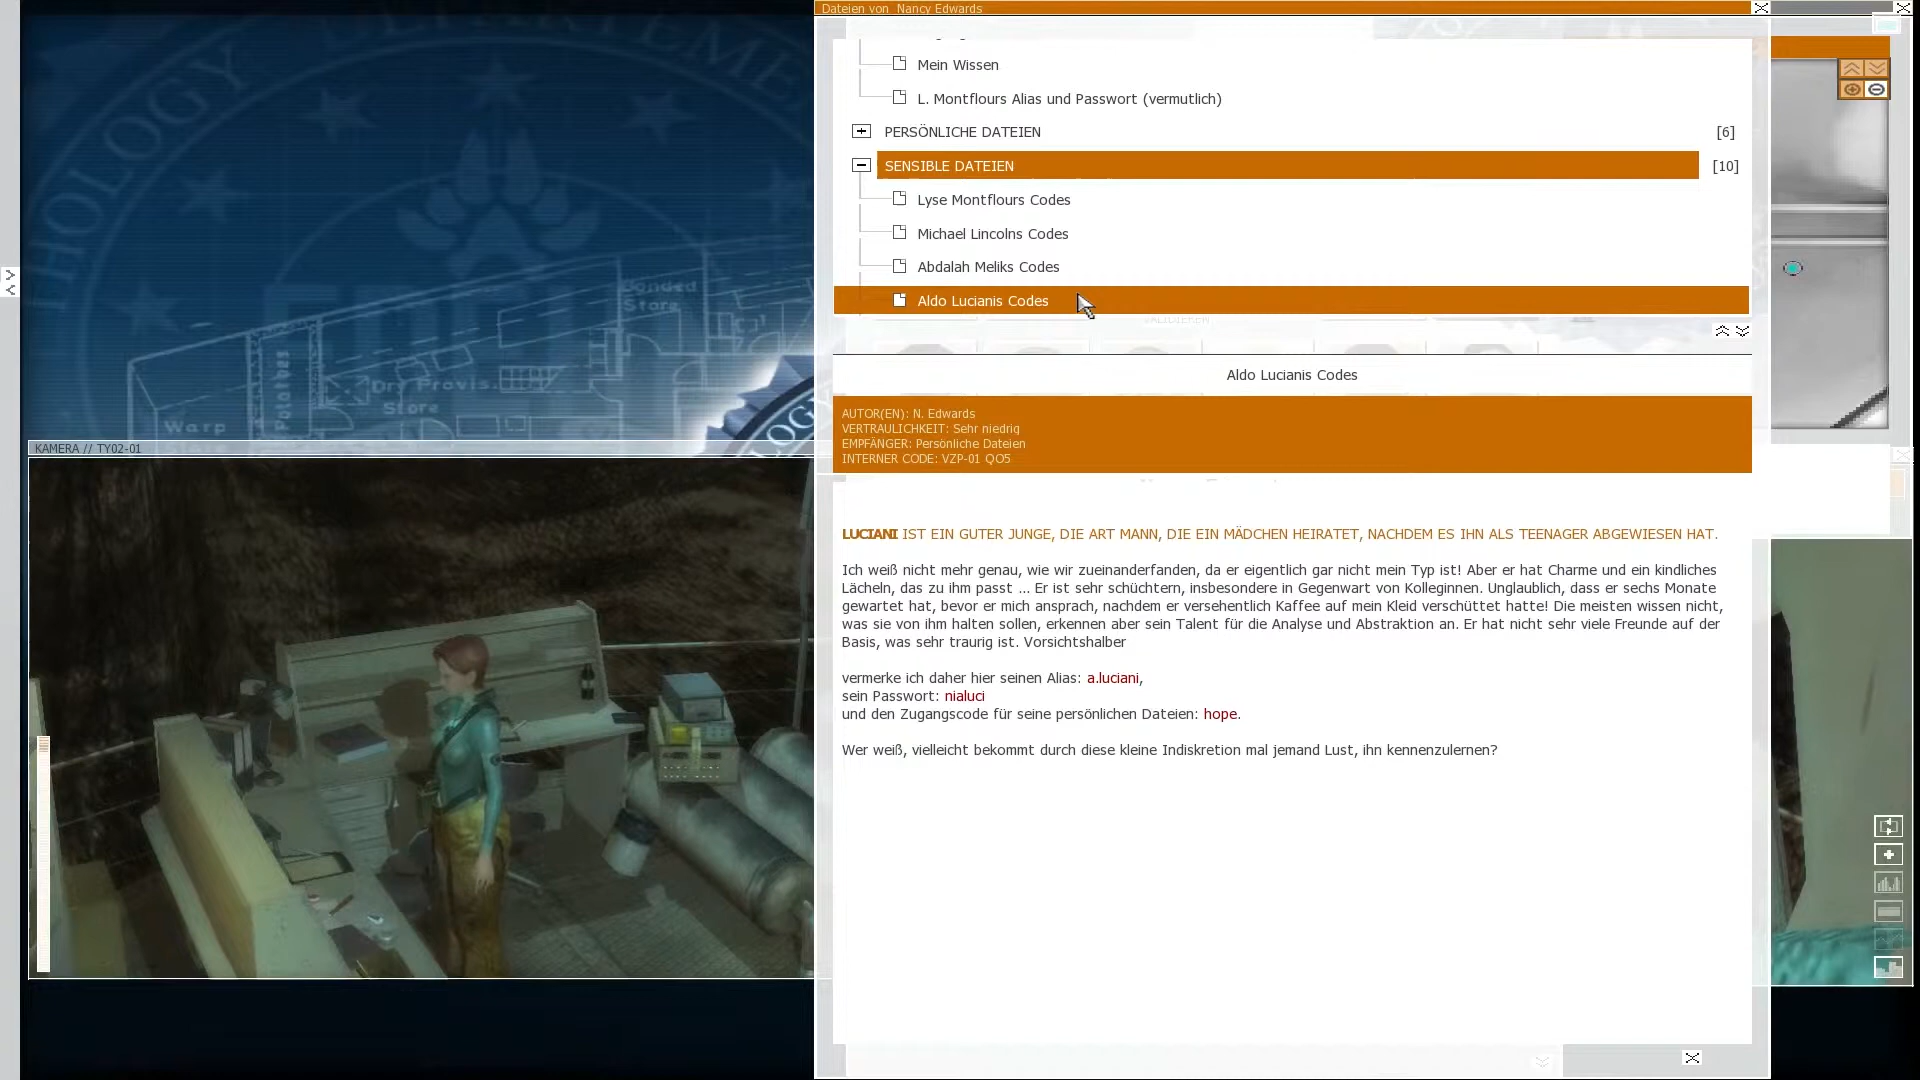 Dateien von Nancy Edwards
Mein Wissen
L. Montflours Alias und Passwort (vermutlich)
PERSÖNLICHE DATEIEN [6]
SENSIBLE DATEIEN [10]
Lyse Montflours Codes
Michael Lincolns Codes
Abdalah Meliks Codes
Aldo Lucianis Codes
VALIDIEREN
Aldo Lucianis Codes
AUTOR(EN): N. Edwards
VERTRAULICHKEIT: Sehr niedrig
EMPFÄNGER: Persönliche Dateien
INTERNER CODE: VZP-01 QO5
LUCIANI IST EIN GUTER JUNGE, DIE ART MANN, DIE EIN MÄDCHEN HEIRATET, NACHDEM ES IHN ALS TEENAGER ABGEWIESEN HAT.
Ich weiß nicht mehr genau, wie wir zueinanderfanden, da er eigentlich gar nicht mein Typ ist! Aber er hat Charme und ein kindliches
Lächeln, das zu ihm passt ... Er ist sehr schüchtern, insbesondere in Gegenwart von Kolleginnen. Unglaublich, dass er sechs Monate
gewartet hat, bevor er mich ansprach, nachdem er versehentlich Kaffee auf mein Kleid verschüttet hatte! Die meisten wissen nicht,
was sie von ihm halten sollen, erkennen aber sein Talent für die Analyse und Abstraktion an. Er hat nicht sehr viele Freunde auf der
Basis, was sehr traurig ist. Vorsichtshalber
vermerke ich daher hier seinen Alias: a.luciani,
sein Passwort: nialuci
und den Zugangscode für seine persönlichen Dateien: hope.
Wer weiß, vielleicht bekommt durch diese kleine Indiskretion mal jemand Lust, ihn kennenzulernen?
THOLOGY
Bonded
Store
Potatoes
Dry Provis.
Store
Warp
KAMERA // TY02-01